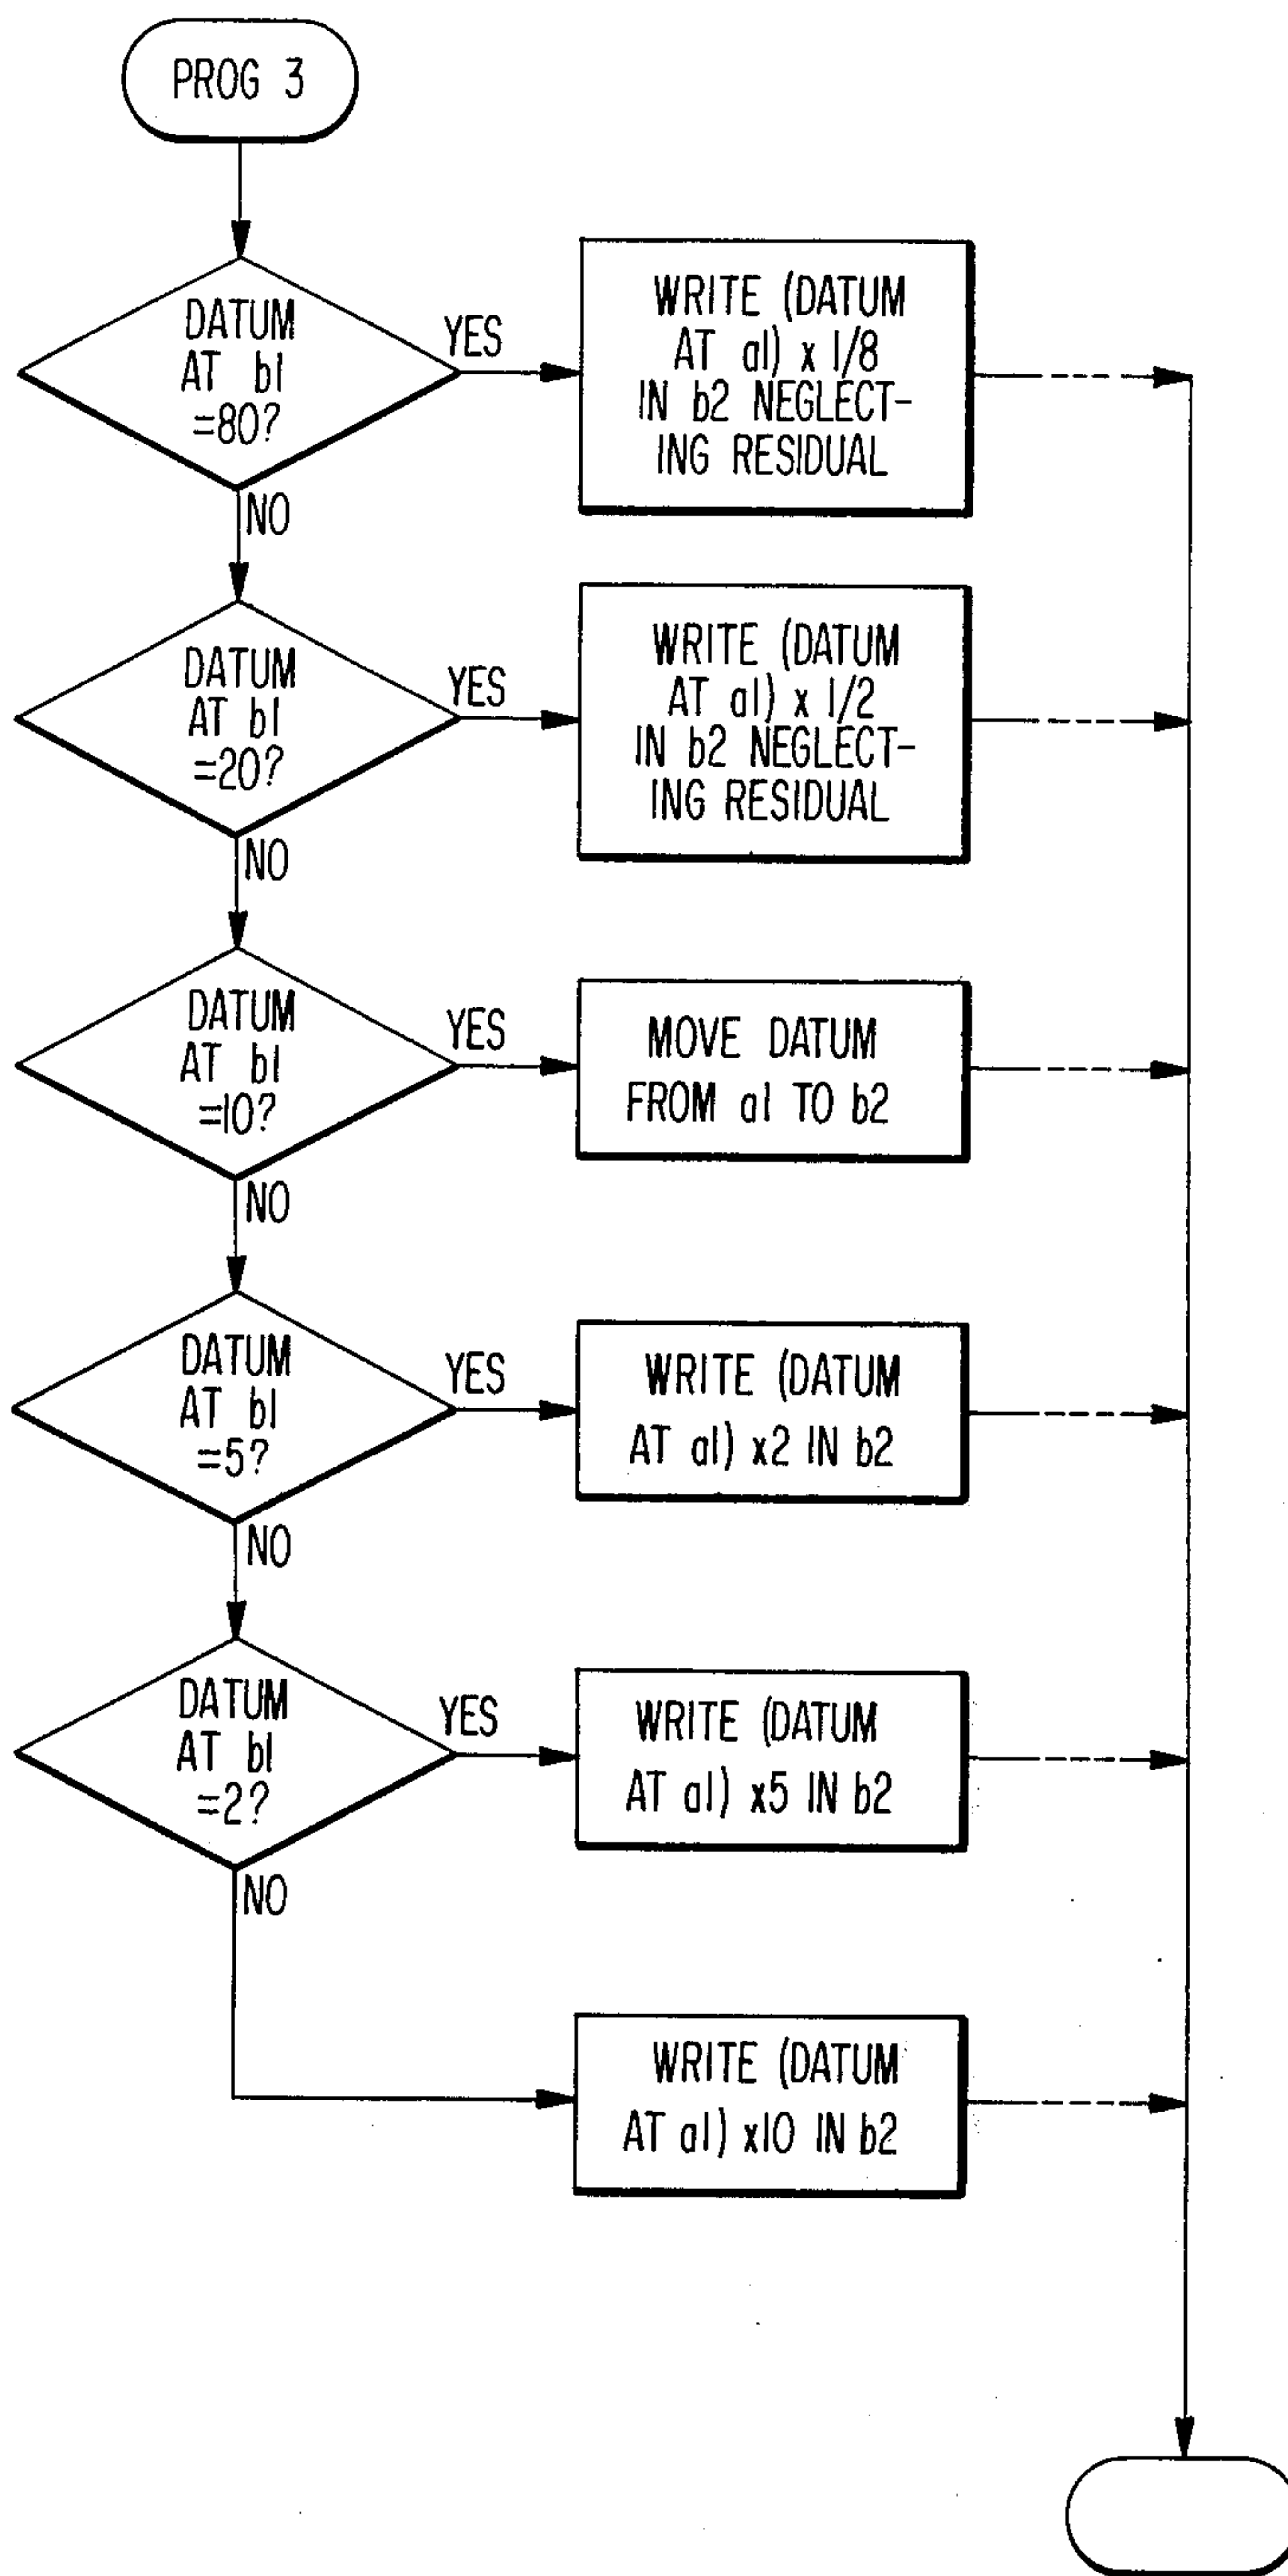 PROG 3
DATUM
AT b1
=80?
YES
WRITE (DATUM
AT a1) x 1/8
IN b2 NEGLECT-
ING RESIDUAL
NO
DATUM
AT b1
=20?
YES
WRITE (DATUM
AT a1) x 1/2
IN b2 NEGLECT-
ING RESIDUAL
NO
DATUM
AT b1
=10?
YES
MOVE DATUM
FROM a1 TO b2
NO
DATUM
AT b1
=5?
YES
WRITE (DATUM
AT a1) x2 IN b2
NO
DATUM
AT b1
=2?
YES
WRITE (DATUM
AT a1) x5 IN b2
NO
WRITE (DATUM
AT a1) x10 IN b2